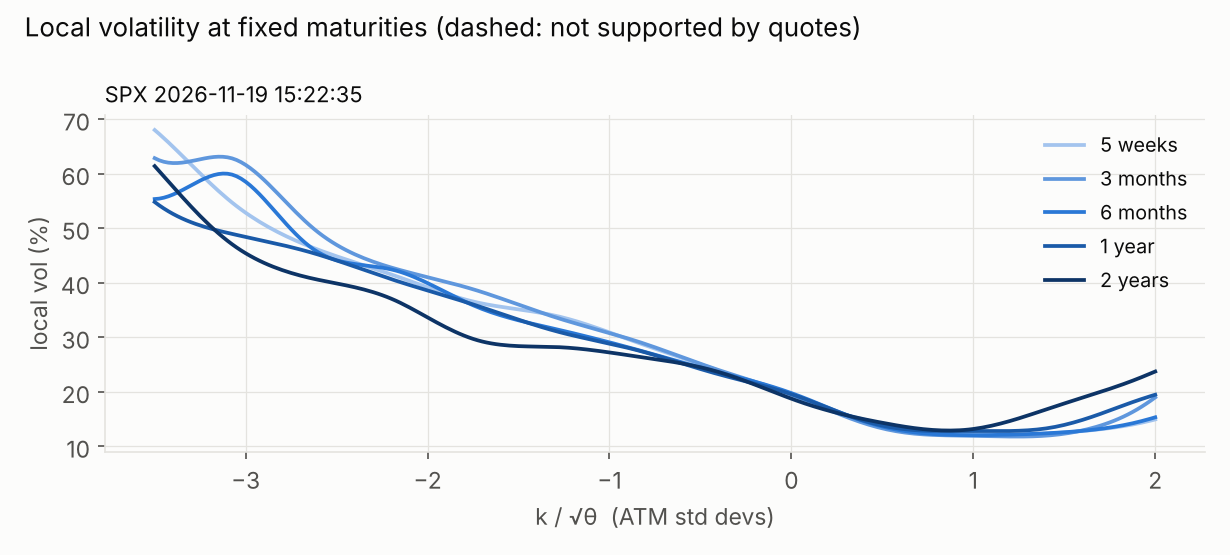 Local volatility at fixed maturities (dashed: not supported by quotes)
SPX 2026-11-19 15:22:35
70
60
50
40
30
20
10
local vol (%)
5 weeks
3 months
6 months
1 year
2 years
−3
−2
−1
0
1
2
k / √θ (ATM std devs)